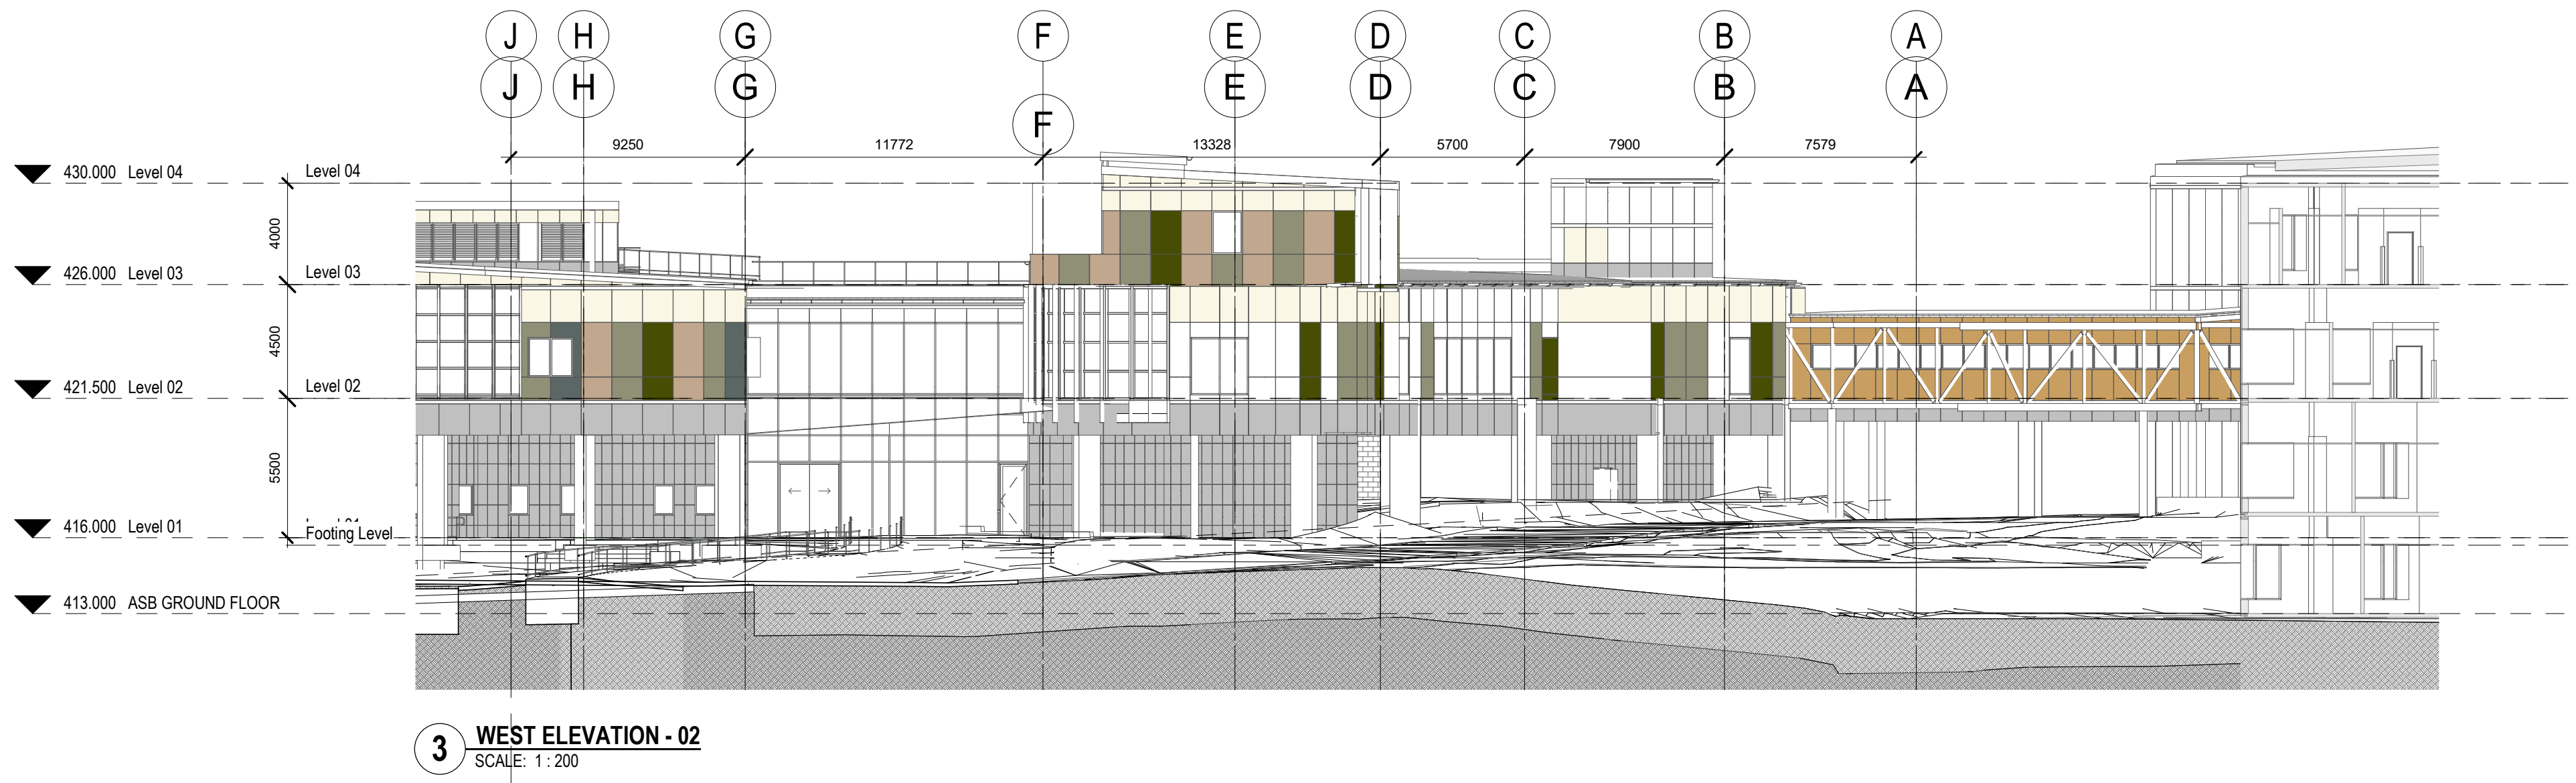 J H G F E D C B A
J H G E D C B A
F
9250 11772 13328 5700 7900 7579
430.000 Level 04 Level 04
4000
426.000 Level 03 Level 03
4500
421.500 Level 02 Level 02
5500
416.000 Level 01
Footing Level
413.000 ASB GROUND FLOOR
3 WEST ELEVATION - 02
SCALE: 1 : 200